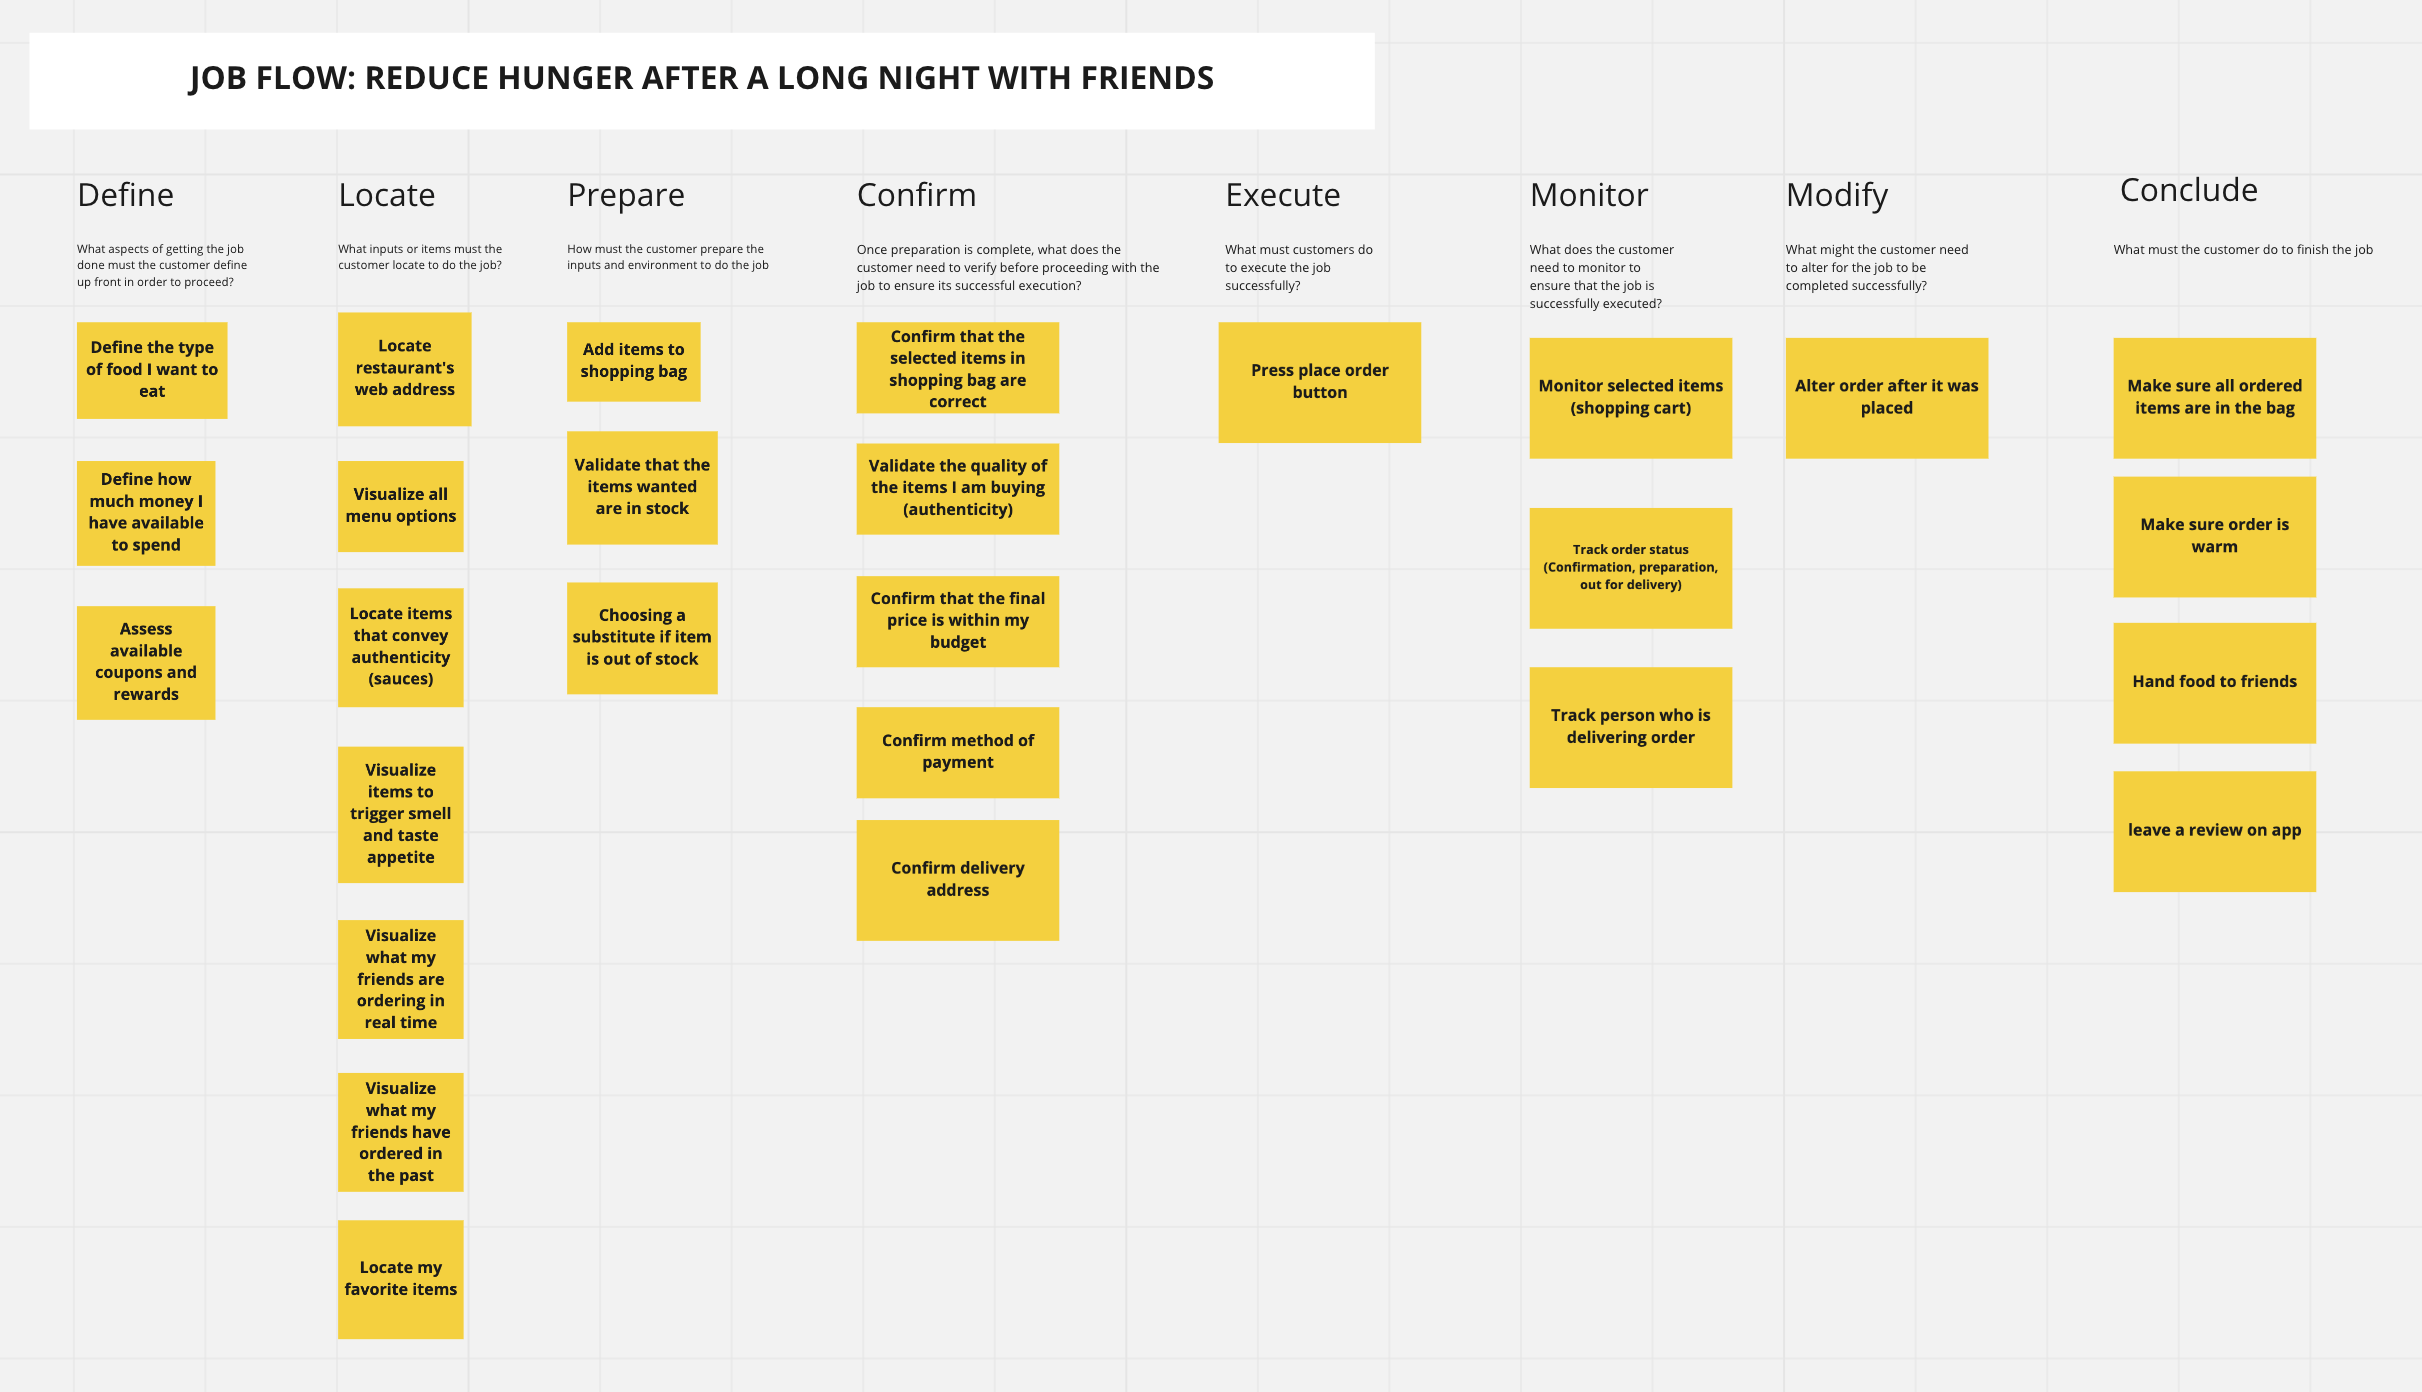 JOB FLOW: REDUCE HUNGER AFTER A LONG NIGHT WITH FRIENDS
Define
What aspects of getting the job
done must the customer define
up front in order to proceed?
Define the type
of food I want to
eat
Define how
much money I
have available
to spend
Assess
available
coupons and
rewards
Locate
What inputs or items must the
customer locate to do the job?
Locate
restaurant's
web address
Visualize all
menu options
Locate items
that convey
authenticity
(sauces)
Visualize
items to
trigger smell
and taste
appetite
Visualize
what my
friends are
ordering in
real time
Visualize
what my
friends have
ordered in
the past
Locate my
favorite items
Prepare
How must the customer prepare the
inputs and environment to do the job
Add items to
shopping bag
Validate that the
items wanted
are in stock
Choosing a
substitute if item
is out of stock
Confirm
Once preparation is complete, what does the
customer need to verify before proceeding with the
job to ensure its successful execution?
Confirm that the
selected items in
shopping bag are
correct
Validate the quality of
the items I am buying
(authenticity)
Confirm that the final
price is within my
budget
Confirm method of
payment
Confirm delivery
address
Execute
What must customers do
to execute the job
successfully?
Press place order
button
Monitor
What does the customer
need to monitor to
ensure that the job is
successfully executed?
Monitor selected items
(shopping cart)
Track order status
(Confirmation, preparation,
out for delivery)
Track person who is
delivering order
Modify
What might the customer need
to alter for the job to be
completed successfully?
Alter order after it was
placed
Conclude
What must the customer do to finish the job
Make sure all ordered
items are in the bag
Make sure order is
warm
Hand food to friends
leave a review on app